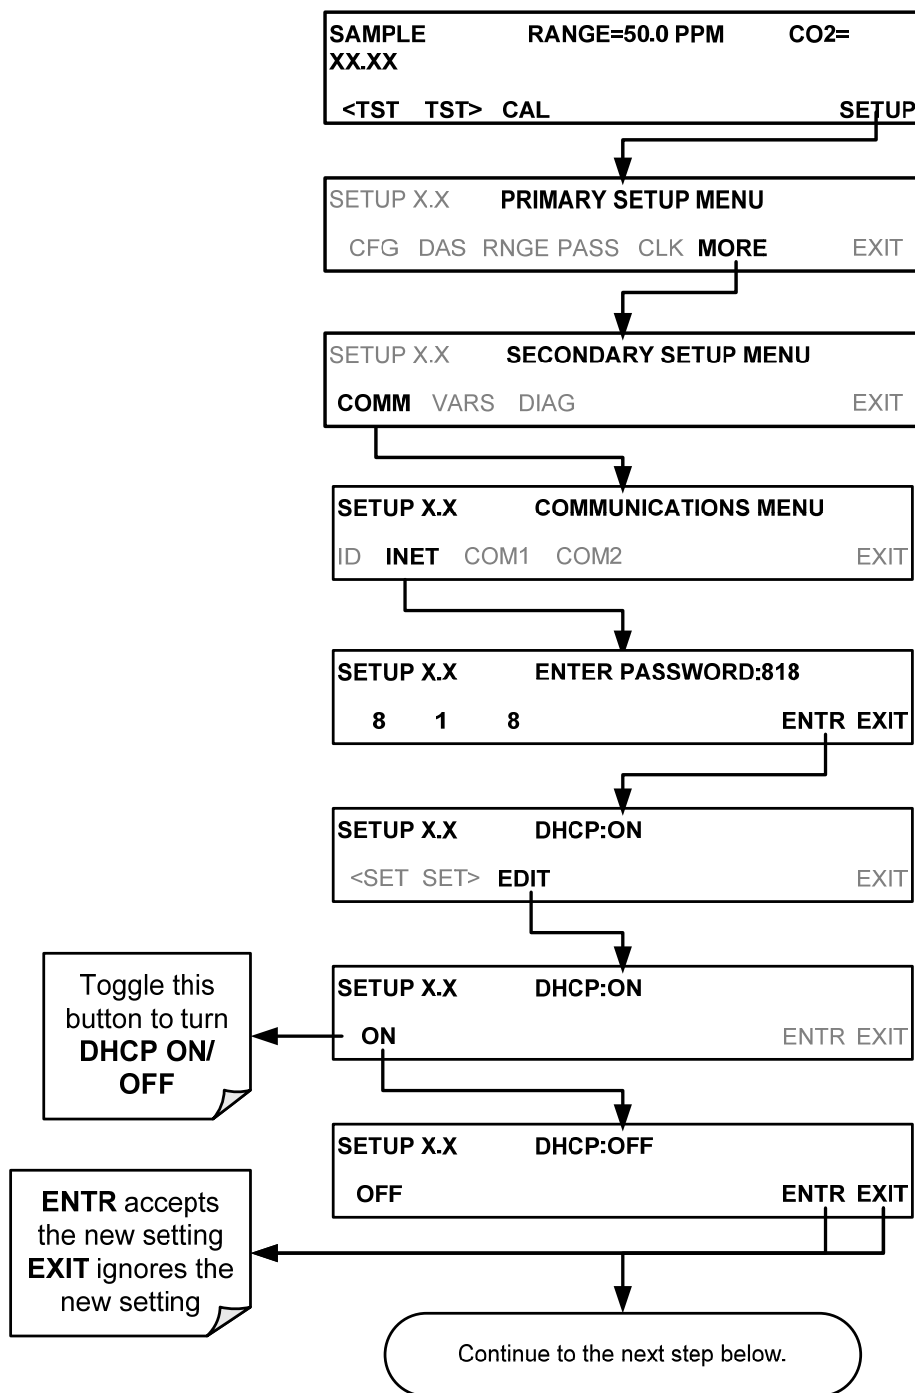 SAMPLE RANGE=50.0 PPM CO2=
XX.XX
<TST TST> CAL SETUP
SETUP X.X PRIMARY SETUP MENU
CFG DAS RNGE PASS CLK MORE EXIT
SETUP X.X SECONDARY SETUP MENU
COMM VARS DIAG EXIT
SETUP X.X COMMUNICATIONS MENU
ID INET COM1 COM2 EXIT
SETUP X.X ENTER PASSWORD:818
8 1 8 ENTR EXIT
SETUP X.X DHCP:ON
<SET SET> EDIT EXIT
Toggle this
button to turn
DHCP ON/
OFF
SETUP X.X DHCP:ON
ON ENTR EXIT
SETUP X.X DHCP:OFF
OFF ENTR EXIT
ENTR accepts
the new setting
EXIT ignores the
new setting
Continue to the next step below.